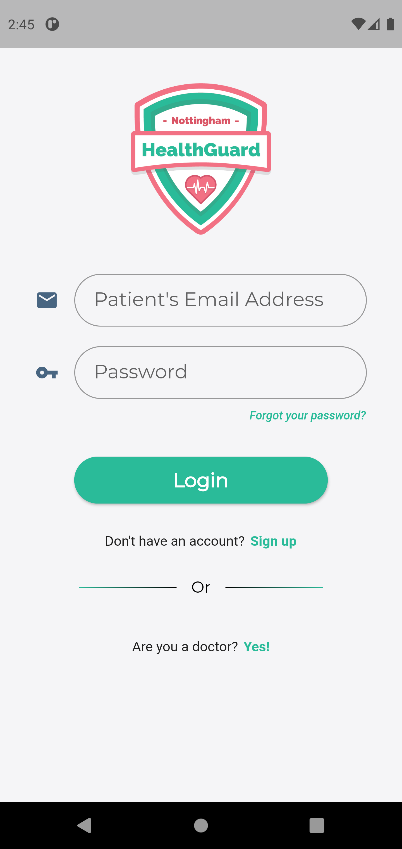 2:45
- Nottingham -
HealthGuard
Patient's Email Address
Password
Forgot your password?
Login
Don't have an account? Sign up
Or
Are you a doctor? Yes!